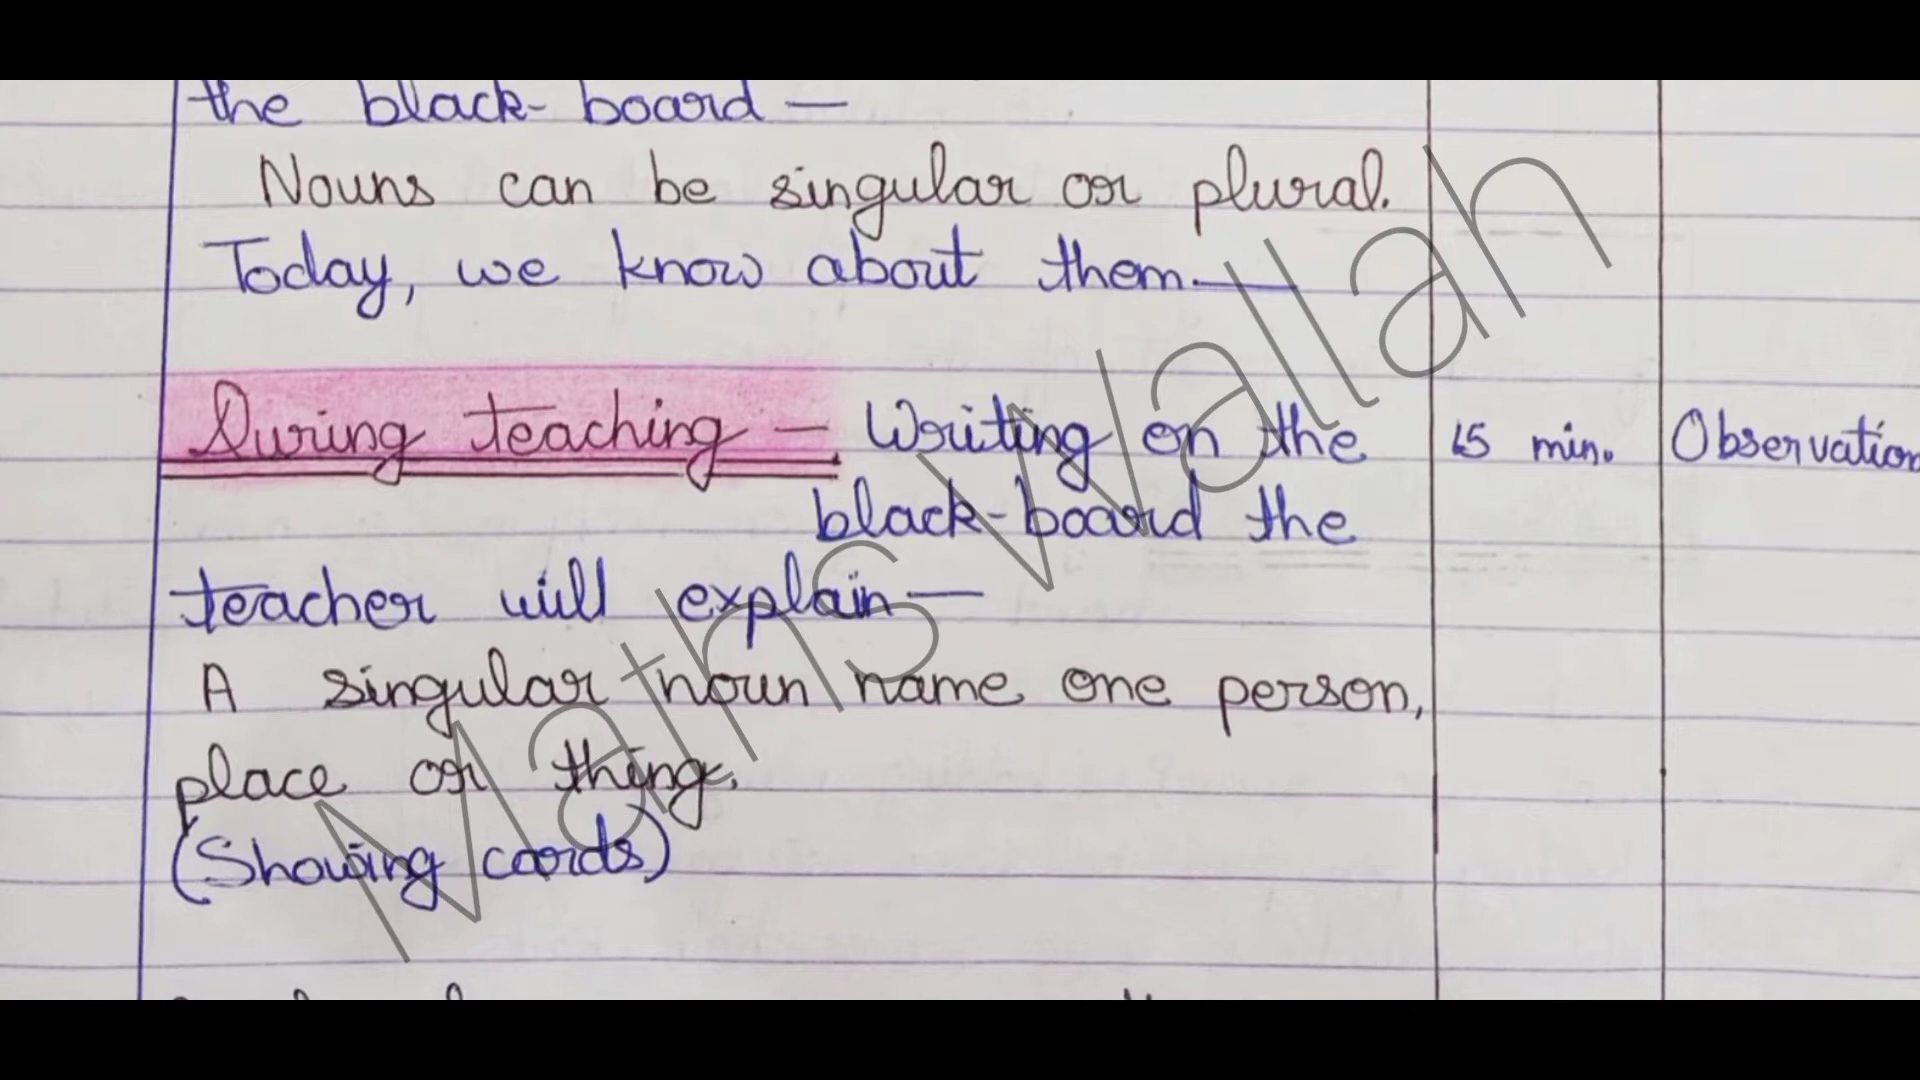 the black-board —
Nouns can be singular or plural.
Today, we know about them.—
During teaching — Writing on the 15 min. Observation
black-board the
teacher will explain—
A singular noun name one person,
place or thing.
(Showing cards)
Maths Wallah